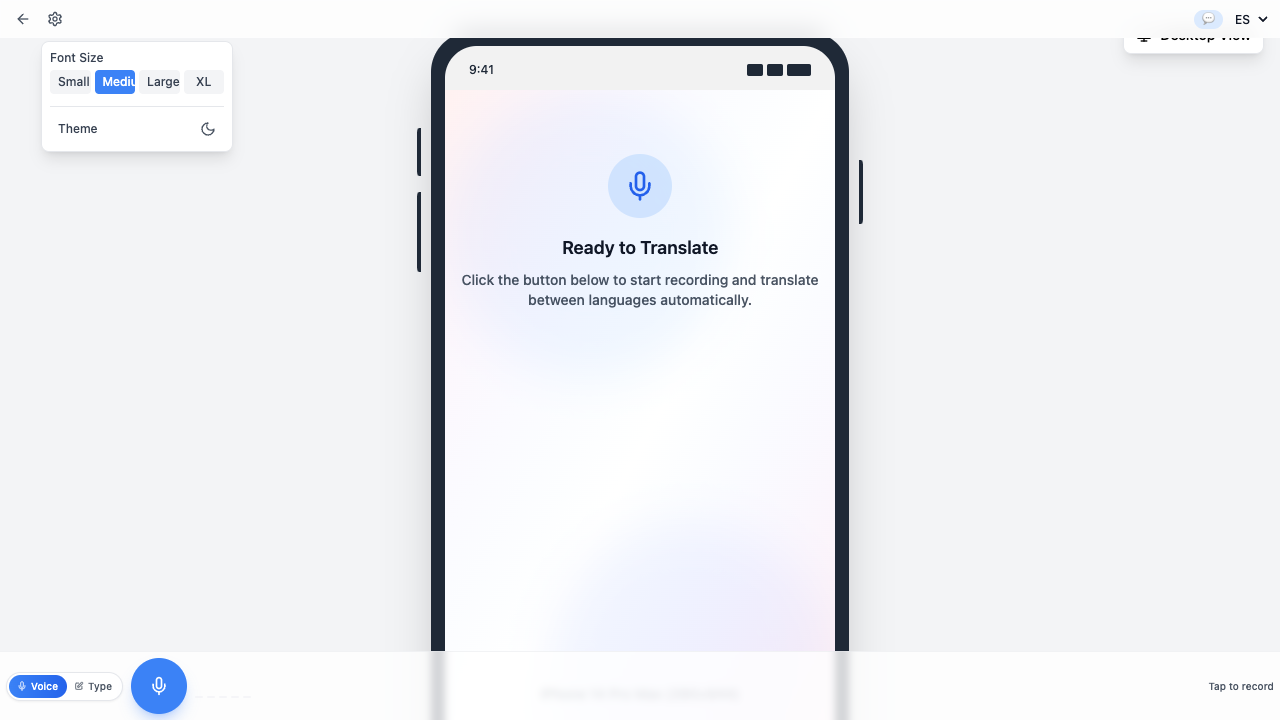 ES
Desktop View
Font Size
Small Mediu Large XL
Theme
9:41
Ready to Translate
Click the button below to start recording and translate
between languages automatically.
Voice Type
Tap to record